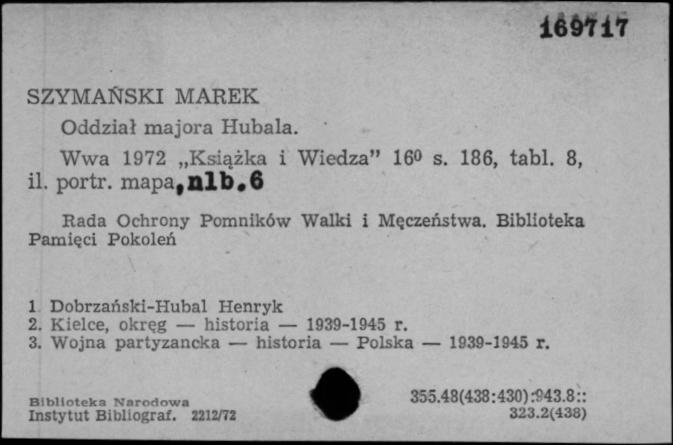 169717
SZYMAŃSKI MAREK
Oddział majora Hubala.
Wwa 1972 „Książka i Wiedza” 16⁰ s. 186, tabl. 8,
il. portr. mapa,nlb.6
Rada Ochrony Pomników Walki i Męczeństwa. Biblioteka
Pamięci Pokoleń
1 Dobrzański-Hubal Henryk
2. Kielce, okręg — historia — 1939-1945 r.
3. Wojna partyzancka — historia — Polska — 1939-1945 r.
Biblioteka Narodowa
Instytut Bibliograf. 2212/72
355.48(438:430):943.8::
323.2(438)